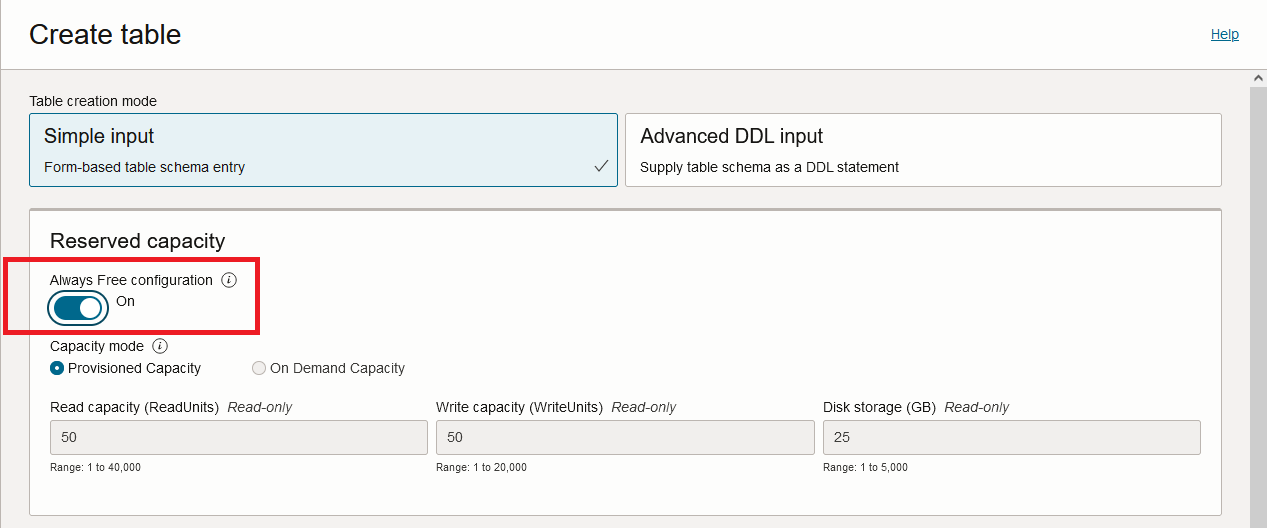 Create table
Help
Table creation mode
Simple input
Form-based table schema entry
Advanced DDL input
Supply table schema as a DDL statement
Reserved capacity
Always Free configuration i
On
Capacity mode i
Provisioned Capacity
On Demand Capacity
Read capacity (ReadUnits) Read-only
50
Range: 1 to 40,000
Write capacity (WriteUnits) Read-only
50
Range: 1 to 20,000
Disk storage (GB) Read-only
25
Range: 1 to 5,000